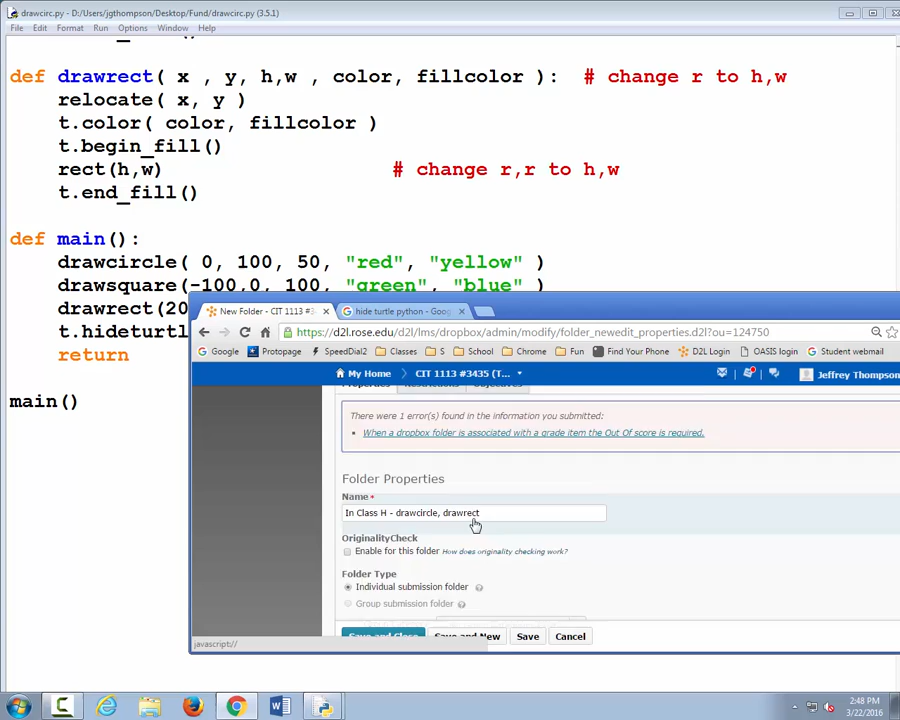 drawcirc.py - D:/Users/jgthompson/Desktop/Fund/drawcirc.py (3.5.1)
File Edit Format Run Options Window Help
def drawrect( x , y, h,w , color, fillcolor ):  # change r to h,w
relocate( x, y )
t.color( color, fillcolor )
t.begin_fill()
rect(h,w)  # change r,r to h,w
t.end_fill()
def main():
drawcircle( 0, 100, 50, "red", "yellow" )
drawsquare(-100,0, 100, "green", "blue" )
drawrect(20
t.hideturtl
return
main()
New Folder - CIT 1113 #3 × hide turtle python - Goog ×
https://d2l.rose.edu/d2l/lms/dropbox/admin/modify/folder_newedit_properties.d2l?ou=124750
Google Protopage SpeedDial2 Classes S School Chrome Fun Find Your Phone D2L Login OASIS login Student webmail
My Home CIT 1113 #3435 (T... Jeffrey Thompson
Properties Restrictions Objectives
There were 1 error(s) found in the information you submitted:
When a dropbox folder is associated with a grade item the Out Of score is required.
Folder Properties
Name *
In Class H - drawcircle, drawrect
OriginalityCheck
Enable for this folder How does originality checking work?
Folder Type
Individual submission folder ?
Group submission folder ?
Save and Close Save and New Save Cancel
javascript://
2:48 PM
3/22/2016